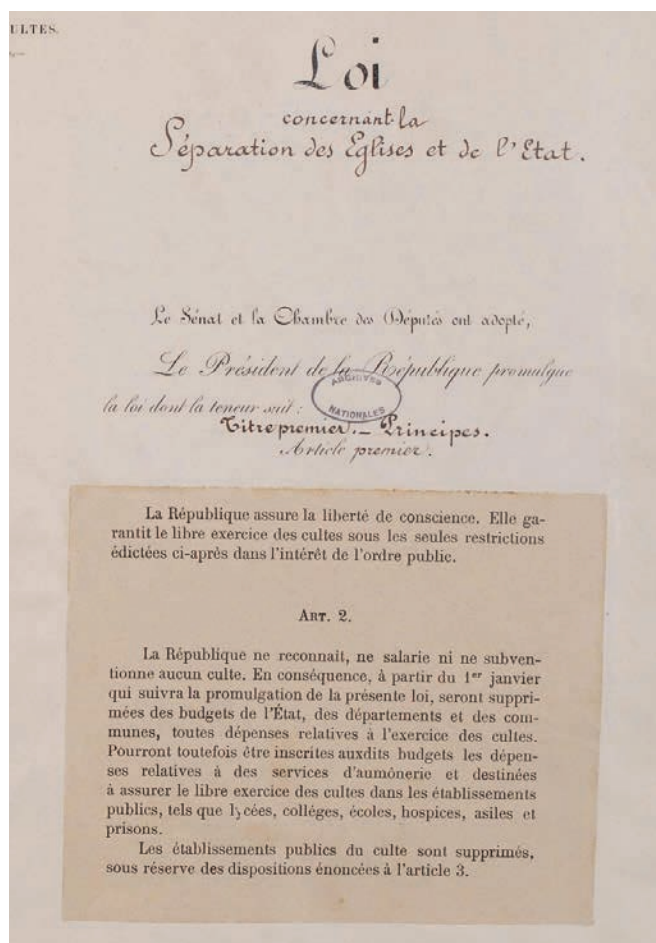 ULTES.
Loi
concernant la
Séparation des Eglises et de l'Etat.
Le Sénat et la Chambre des Députés ont adopté,
Le Président de la République promulgue
la loi dont la teneur suit :
ARCHIVES
NATIONALES
Titre premier. _ Principes.
Article premier.
La République assure la liberté de conscience. Elle ga-
rantit le libre exercice des cultes sous les seules restrictions
édictées ci-après dans l'intérêt de l'ordre public.
ART. 2.
La République ne reconnaît, ne salarie ni ne subven-
tionne aucun culte. En conséquence, à partir du 1er janvier
qui suivra la promulgation de la présente loi, seront suppri-
mées des budgets de l'État, des départements et des com-
munes, toutes dépenses relatives à l'exercice des cultes.
Pourront toutefois être inscrites auxdits budgets les dépen-
ses relatives à des services d'aumônerie et destinées
à assurer le libre exercice des cultes dans les établissements
publics, tels que lycées, colléges, écoles, hospices, asiles et
prisons.
Les établissements publics du culte sont supprimés,
sous réserve des dispositions énoncées à l'article 3.